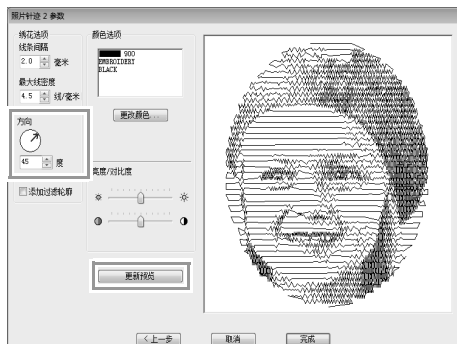 照片针迹 2 参数
绣花选项
线条间隔
2.0 毫米
最大线密度
4.5 线/毫米
方向
45 度
添加过滤轮廓
颜色选项
900
EMBROIDERY
BLACK
更改颜色...
亮度/对比度
更新预览
<上一步
取消
完成